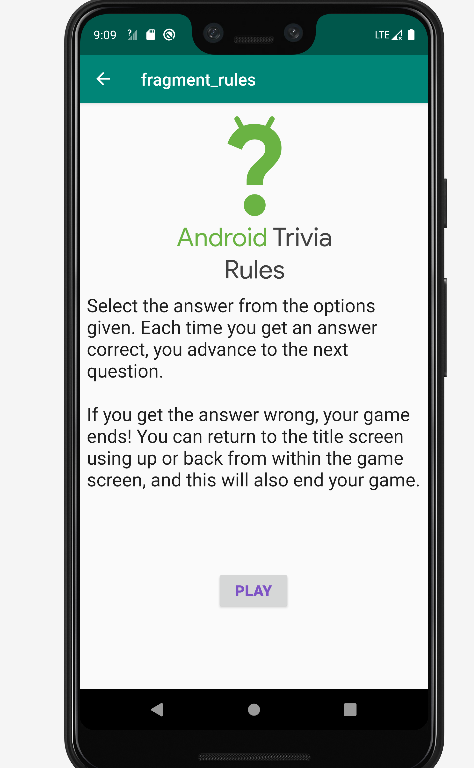 9:09
LTE
fragment_rules
Android Trivia
Rules
Select the answer from the options
given. Each time you get an answer
correct, you advance to the next
question.
If you get the answer wrong, your game
ends! You can return to the title screen
using up or back from within the game
screen, and this will also end your game.
PLAY